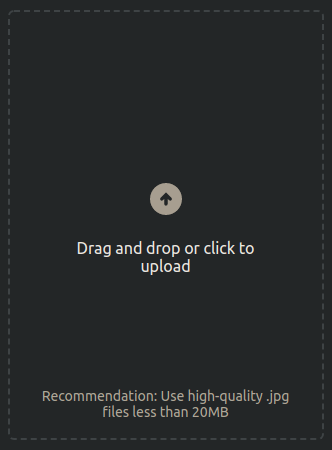 Drag and drop or click to
upload
Recommendation: Use high-quality .jpg
files less than 20MB